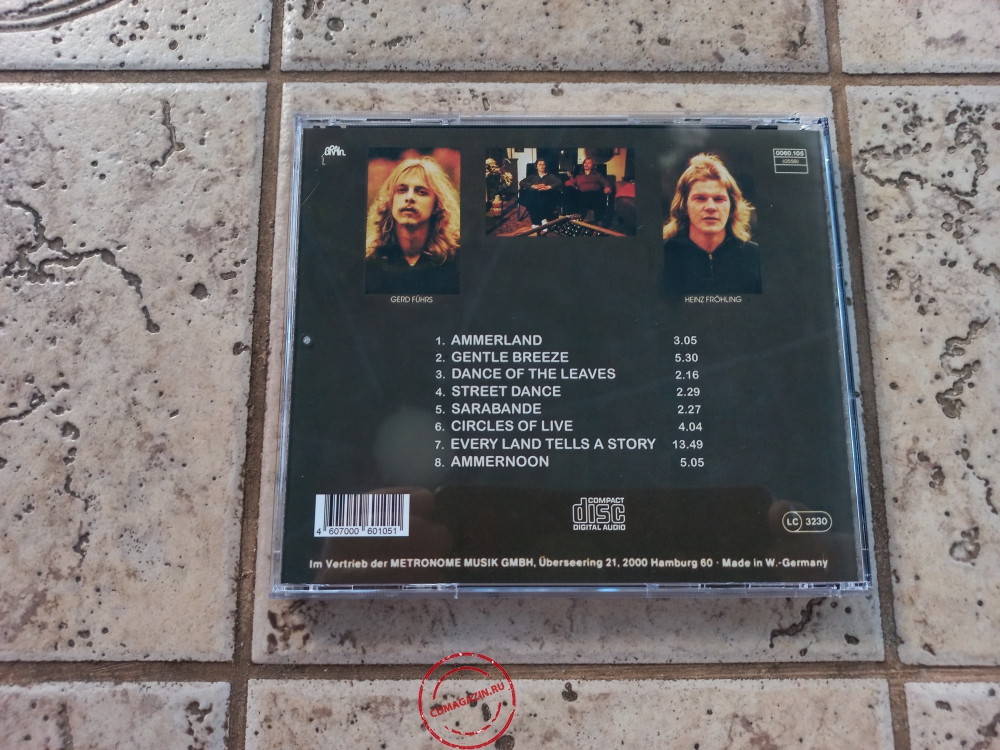 BRAIN
0060.105
(0598)
GERD FÜHRS
HEINZ FRÖHLING
1. AMMERLAND 3.05
2. GENTLE BREEZE 5.30
3. DANCE OF THE LEAVES 2.16
4. STREET DANCE 2.29
5. SARABANDE 2.27
6. CIRCLES OF LIVE 4.04
7. EVERY LAND TELLS A STORY 13.49
8. AMMERNOON 5.05
4 607000 601051
COMPACT
disc
DIGITAL AUDIO
LC 3230
Im Vertrieb der METRONOME MUSIK GMBH, Überseering 21, 2000 Hamburg 60 · Made in W.-Germany
CDMAGAZIN.RU